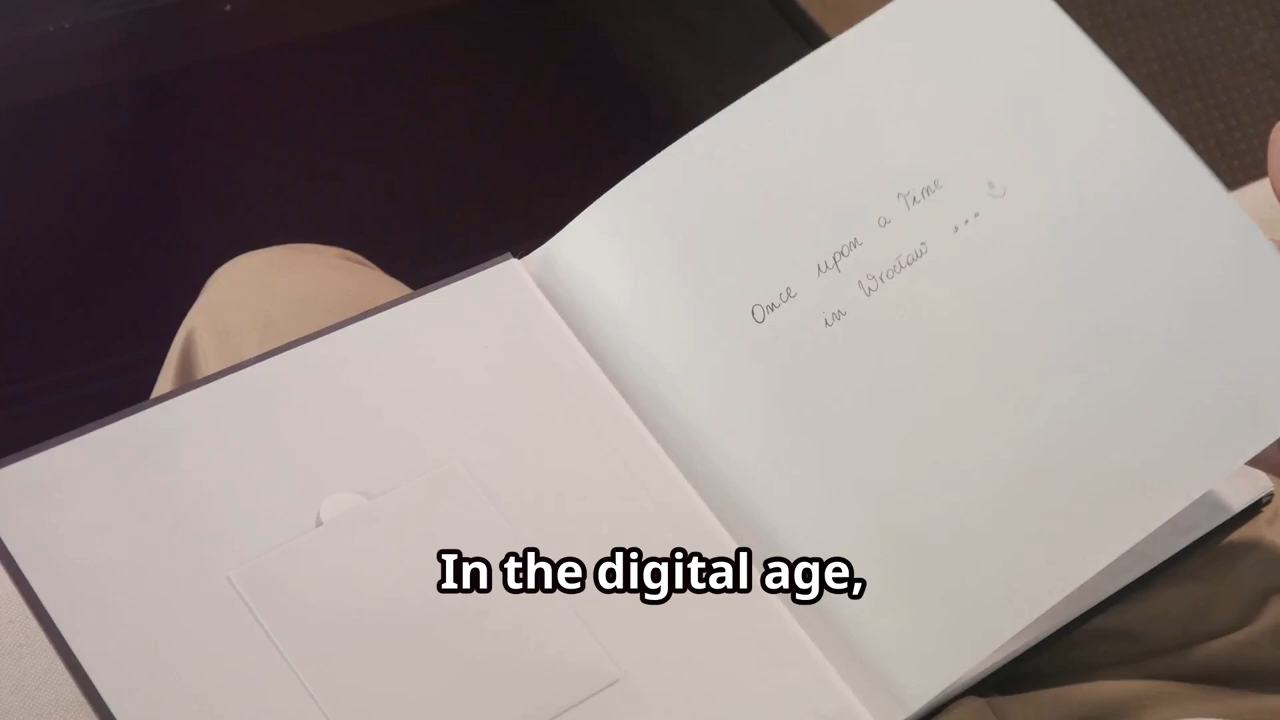 Once upon a Time
in Wrocław ... ☺
In the digital age,